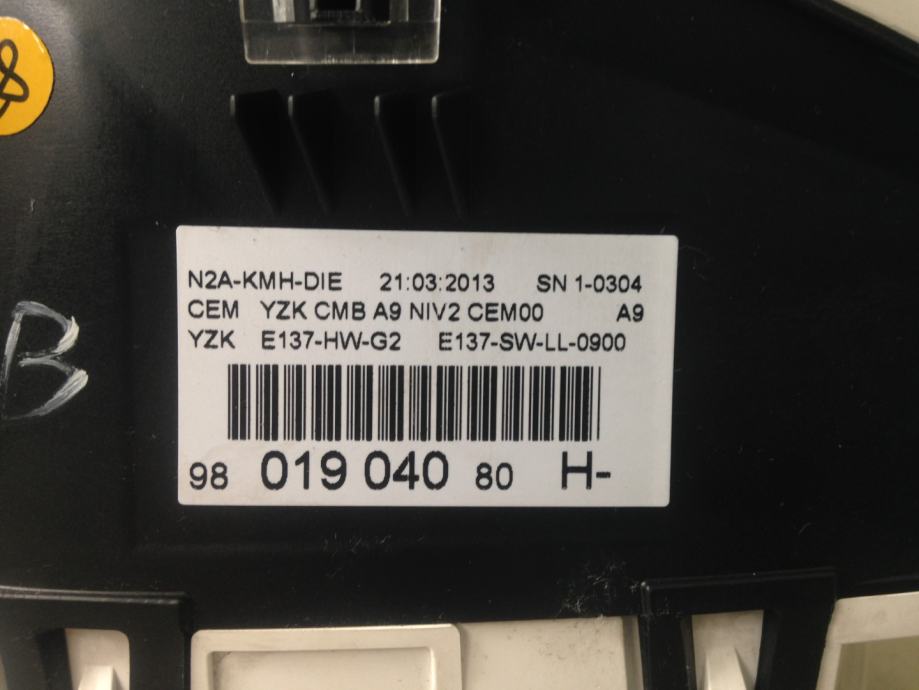 N2A-KMH-DIE 21:03:2013 SN 1-0304
CEM YZK CMB A9 NIV2 CEM00 A9
YZK E137-HW-G2 E137-SW-LL-0900
98 019 040 80 H-
B